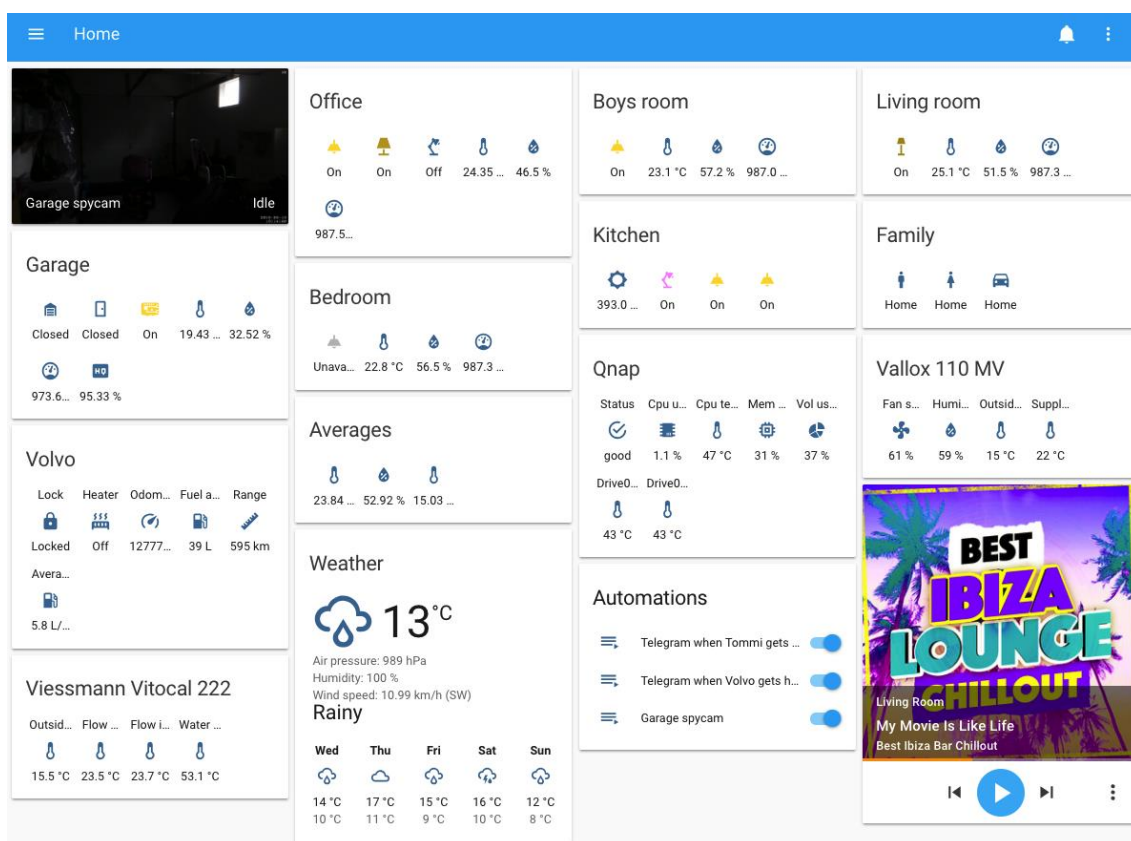 Home
Garage spycam Idle
Garage
Closed Closed On 19.43 ... 32.52 %
973.6... 95.33 %
Volvo
Lock Heater Odom... Fuel a... Range
Locked Off 12777... 39 L 595 km
Avera...
5.8 L/...
Viessmann Vitocal 222
Outsid... Flow ... Flow i... Water ...
15.5 °C 23.5 °C 23.7 °C 53.1 °C
Office
On On Off 24.35 ... 46.5 %
987.5...
Bedroom
Unava... 22.8 °C 56.5 % 987.3 ...
Averages
23.84 ... 52.92 % 15.03 ...
Weather
13°C
Air pressure: 989 hPa
Humidity: 100 %
Wind speed: 10.99 km/h (SW)
Rainy
Wed Thu Fri Sat Sun
14 °C 17 °C 15 °C 16 °C 12 °C
10 °C 11 °C 9 °C 10 °C 8 °C
Boys room
On 23.1 °C 57.2 % 987.0 ...
Kitchen
393.0 ... On On On
Qnap
Status Cpu u... Cpu te... Mem ... Vol us...
good 1.1 % 47 °C 31 % 37 %
Drive0... Drive0...
43 °C 43 °C
Automations
Telegram when Tommi gets ...
Telegram when Volvo gets h...
Garage spycam
Living room
On 25.1 °C 51.5 % 987.3 ...
Family
Home Home Home
Vallox 110 MV
Fan s... Humi... Outsid... Suppl...
61 % 59 % 15 °C 22 °C
BEST
IBIZA
LOUNGE
CHILLOUT
Living Room
My Movie Is Like Life
Best Ibiza Bar Chillout